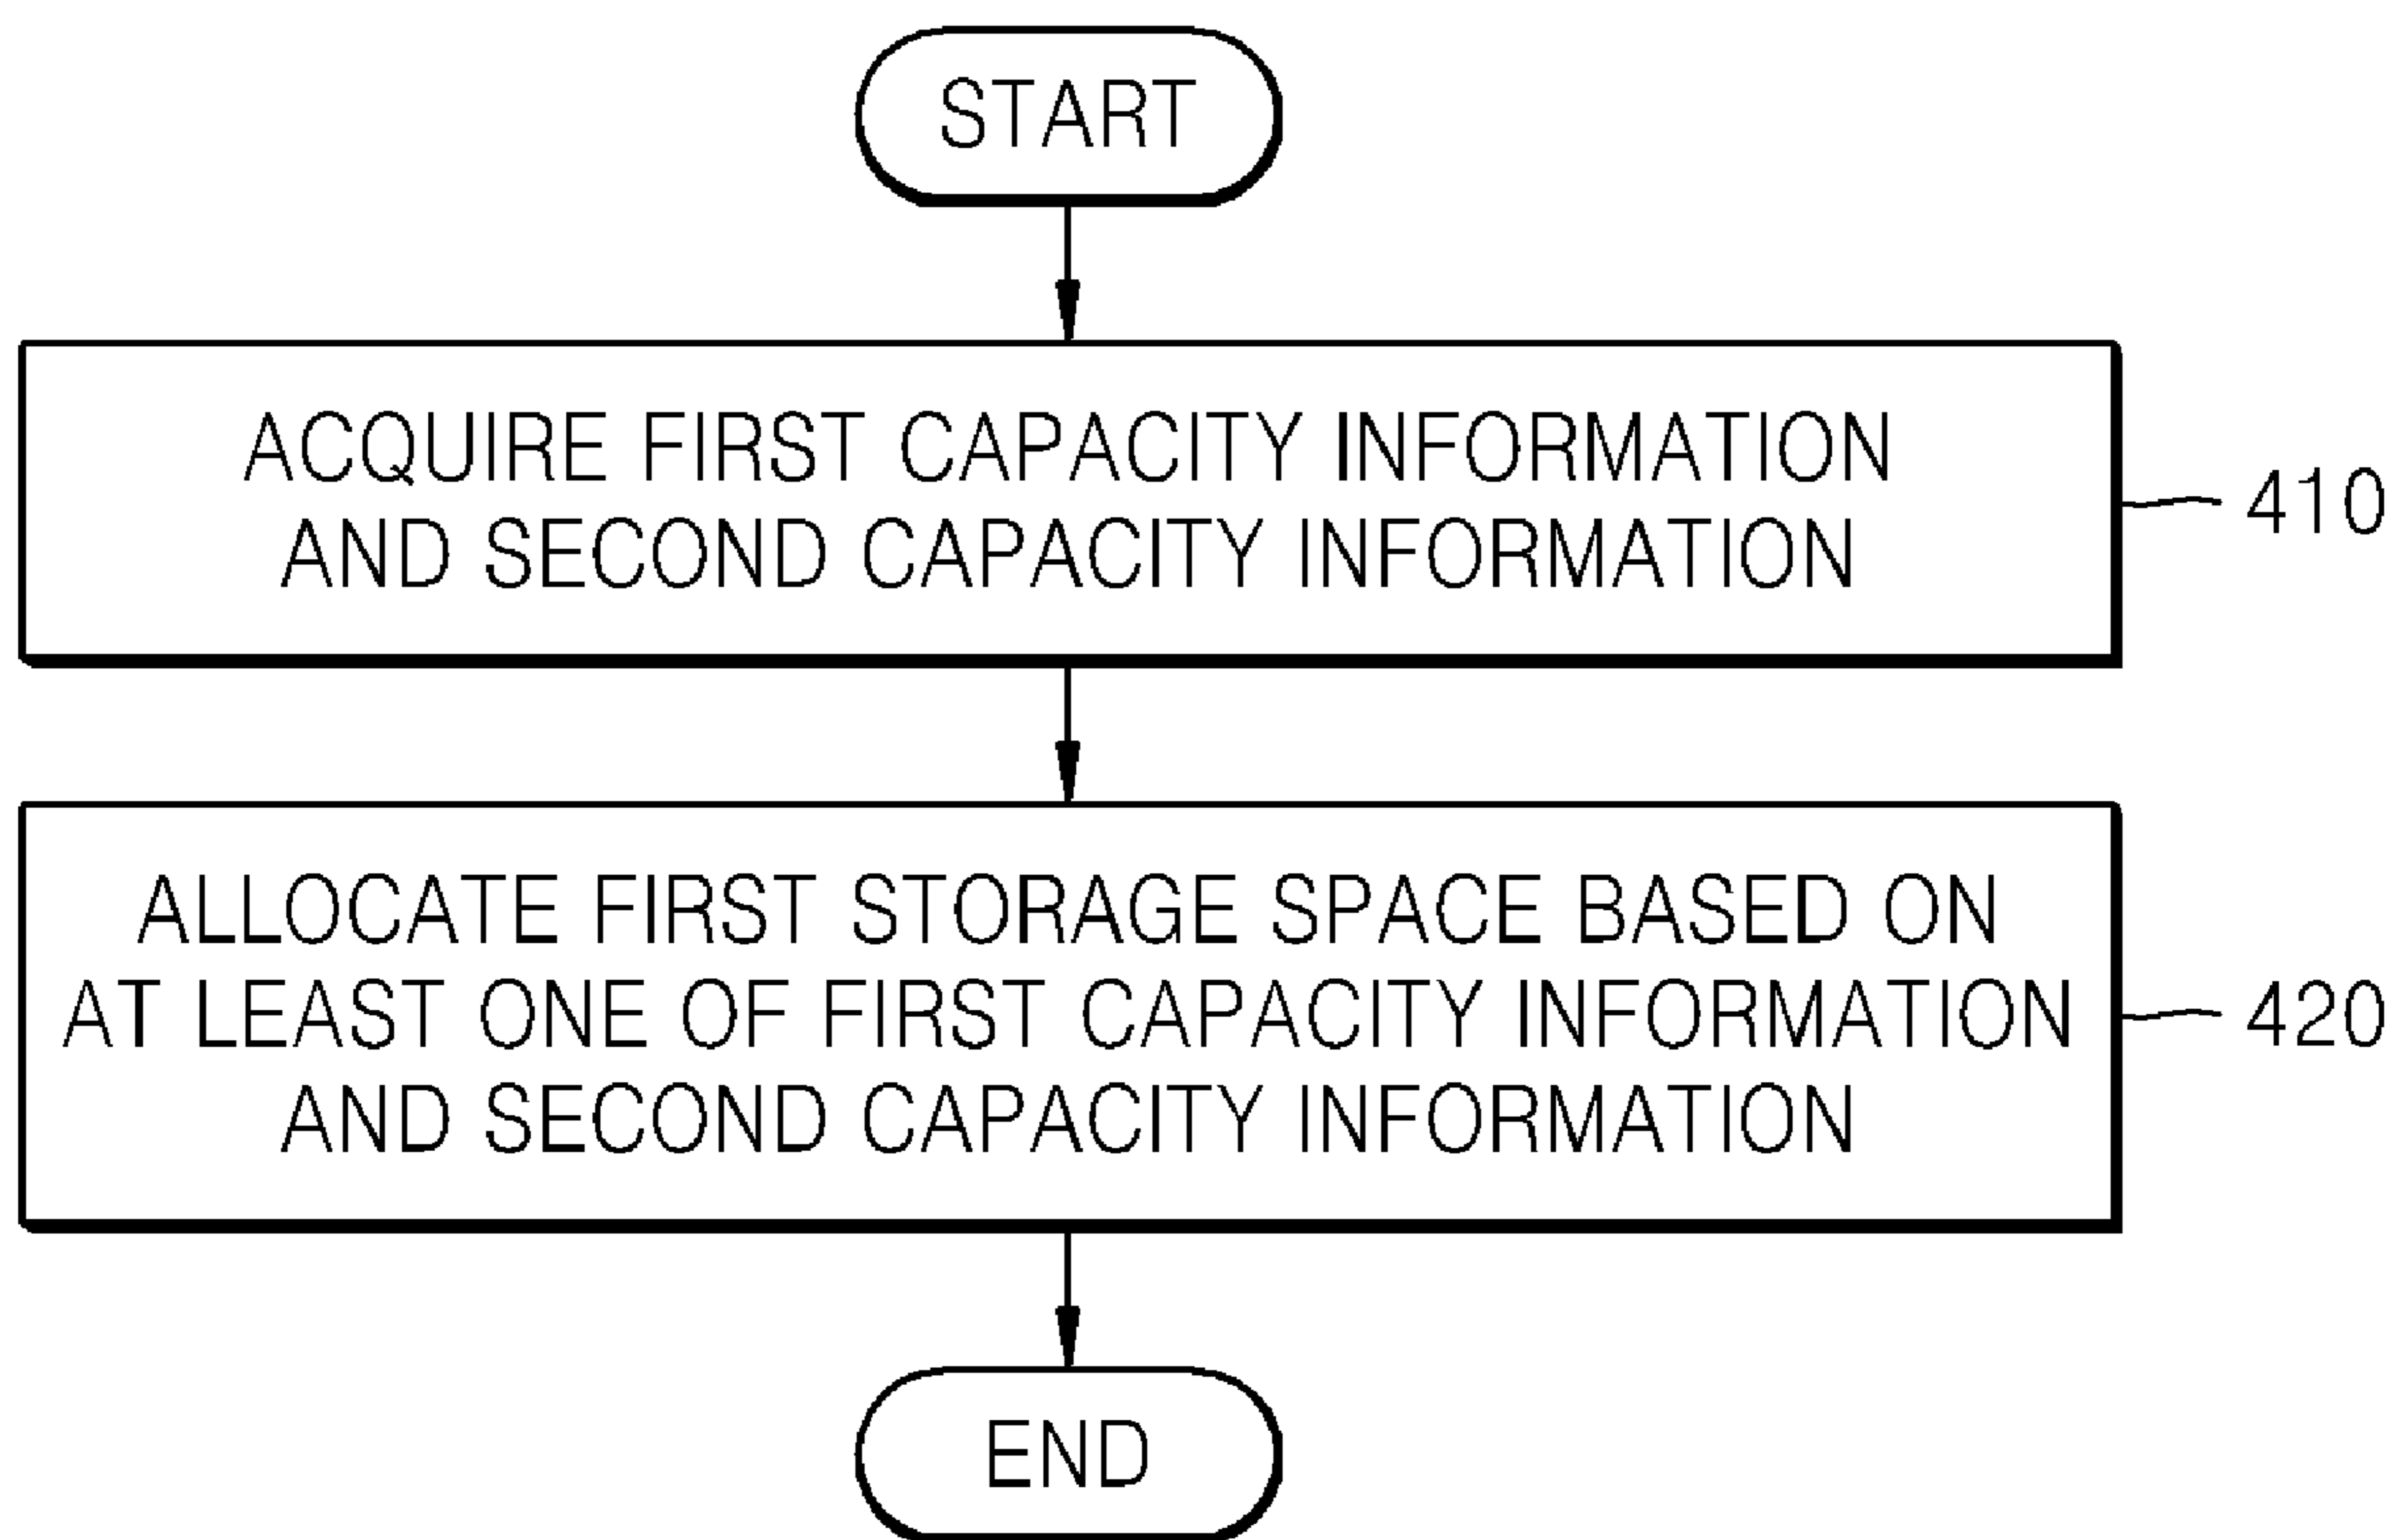 START
ACQUIRE FIRST CAPACITY INFORMATION
AND SECOND CAPACITY INFORMATION
410
ALLOCATE FIRST STORAGE SPACE BASED ON
AT LEAST ONE OF FIRST CAPACITY INFORMATION
AND SECOND CAPACITY INFORMATION
420
END